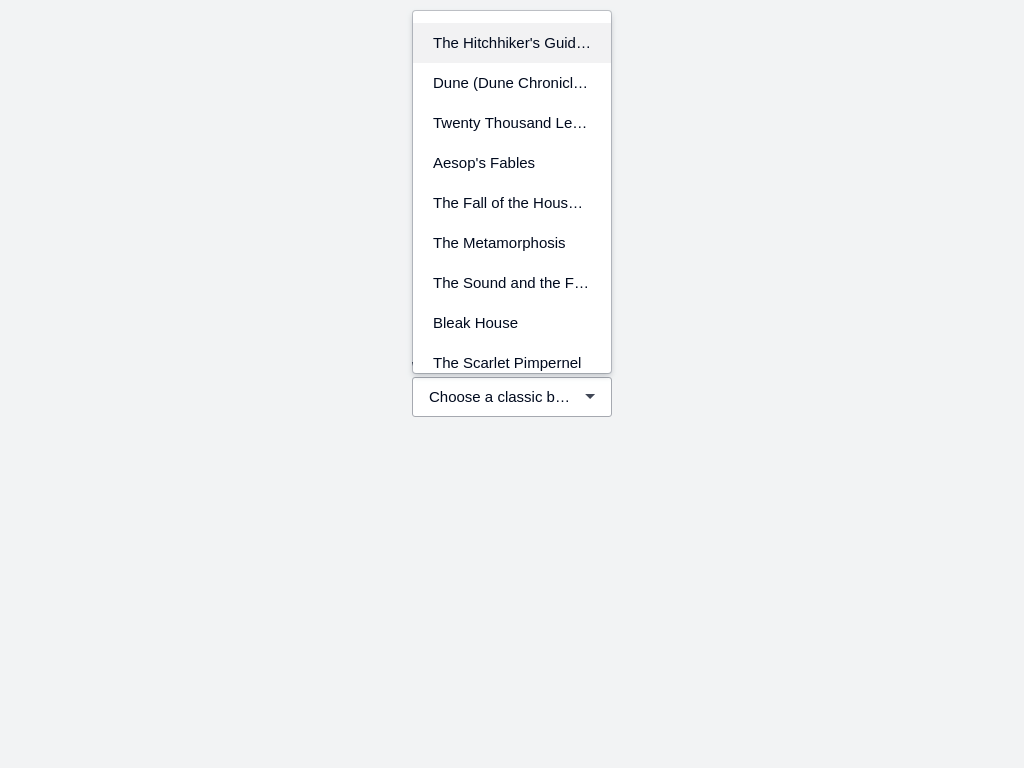 The Hitchhiker's Guid…
Dune (Dune Chronicl…
Twenty Thousand Le…
Aesop's Fables
The Fall of the Hous…
The Metamorphosis
The Sound and the F…
Bleak House
The Scarlet Pimpernel
Choose a classic b…